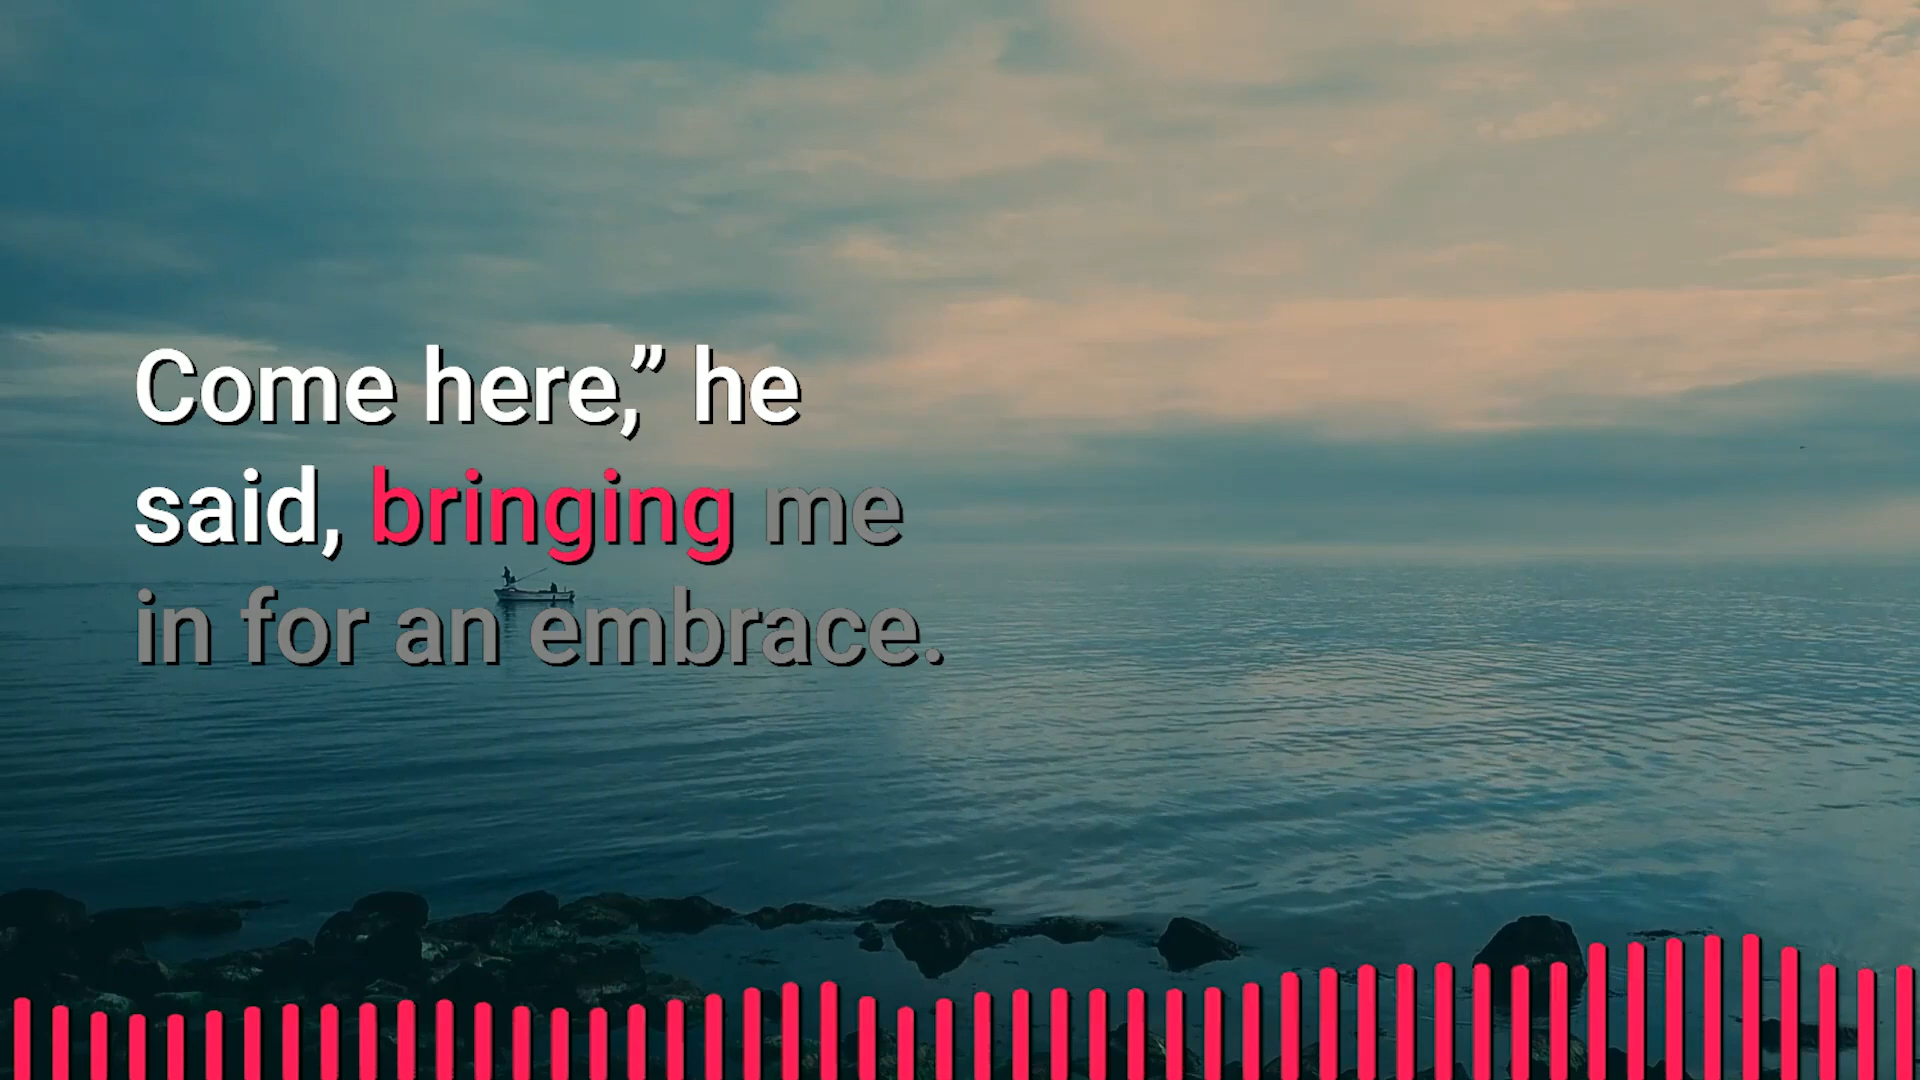 Come here,” he
said, bringing me
in for an embrace.